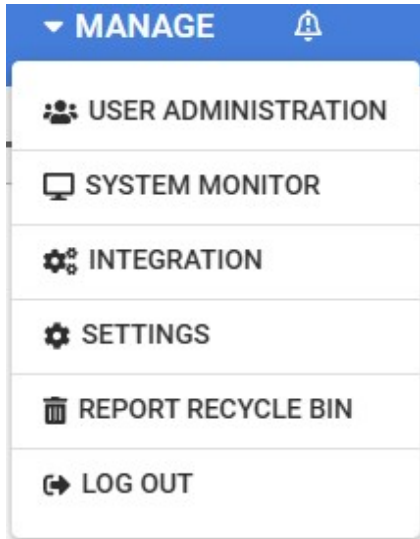 MANAGE
USER ADMINISTRATION
SYSTEM MONITOR
INTEGRATION
SETTINGS
REPORT RECYCLE BIN
LOG OUT